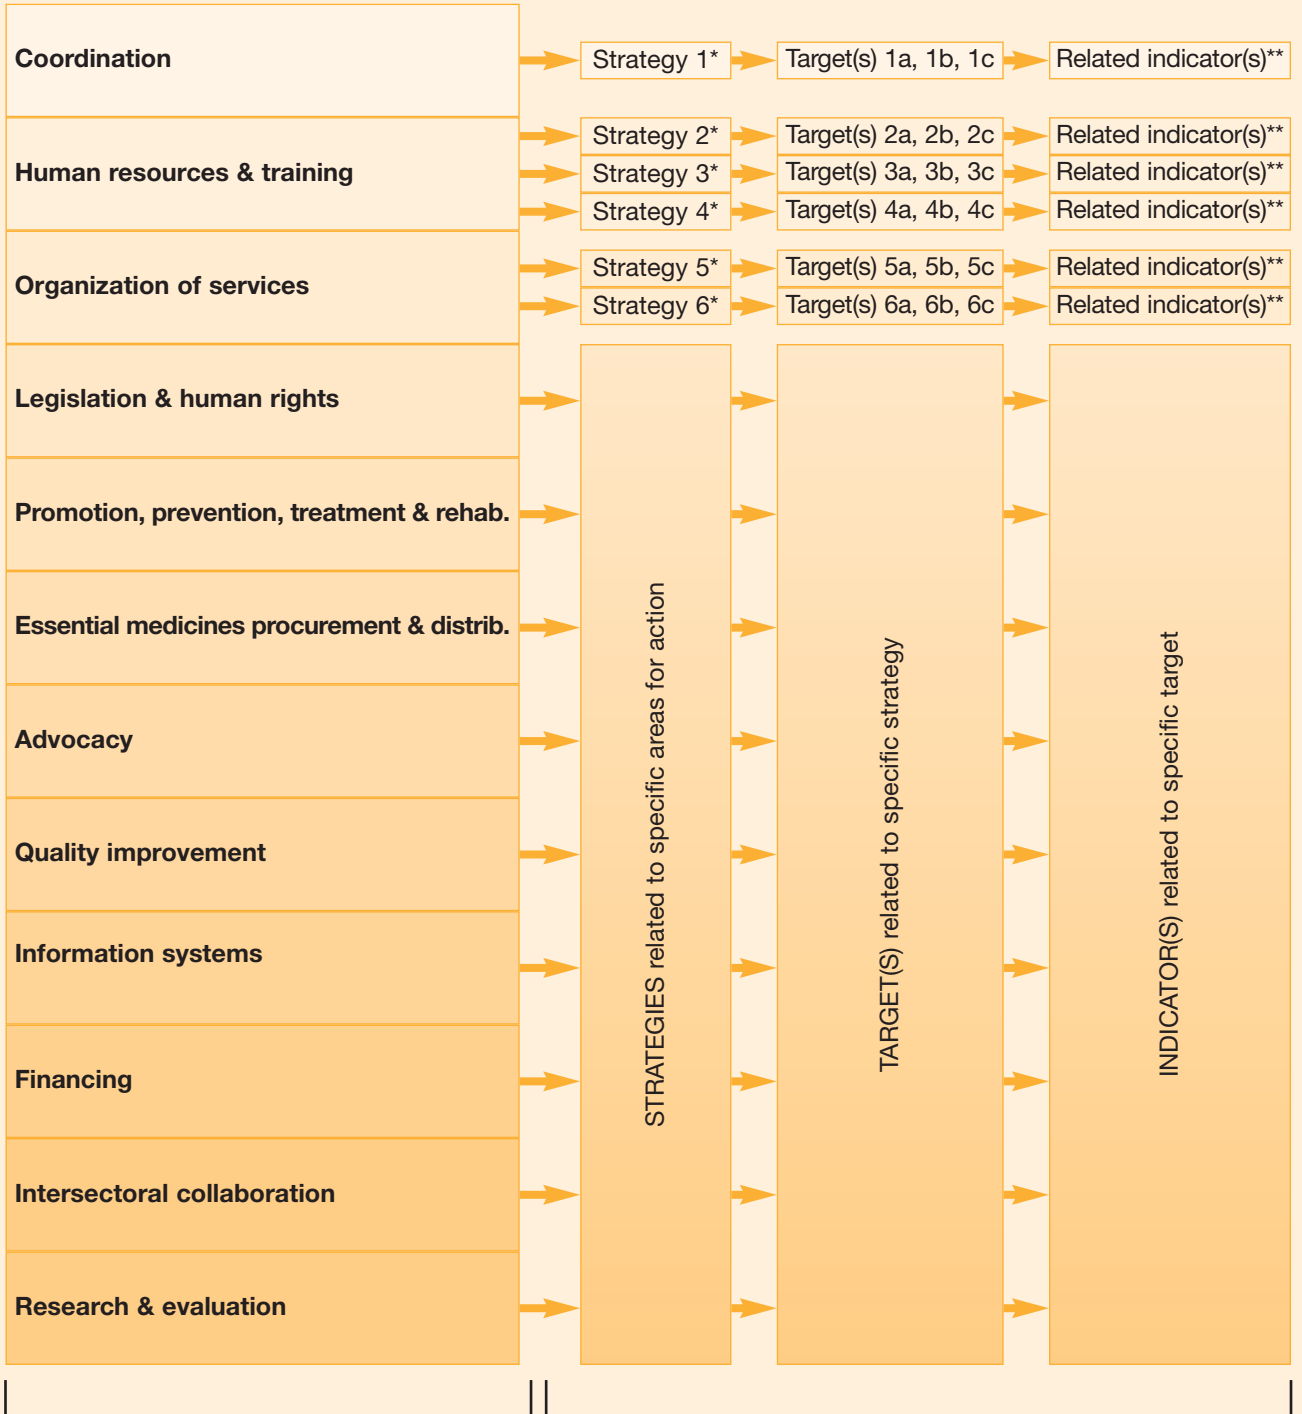 Coordination
Strategy 1*
Target(s) 1a, 1b, 1c
Related indicator(s)**
Human resources & training
Strategy 2*
Target(s) 2a, 2b, 2c
Related indicator(s)**
Strategy 3*
Target(s) 3a, 3b, 3c
Related indicator(s)**
Strategy 4*
Target(s) 4a, 4b, 4c
Related indicator(s)**
Organization of services
Strategy 5*
Target(s) 5a, 5b, 5c
Related indicator(s)**
Strategy 6*
Target(s) 6a, 6b, 6c
Related indicator(s)**
Legislation & human rights
Promotion, prevention, treatment & rehab.
Essential medicines procurement & distrib.
Advocacy
Quality improvement
Information systems
Financing
Intersectoral collaboration
Research & evaluation
STRATEGIES related to specific areas for action
TARGET(S) related to specific strategy
INDICATOR(S) related to specific target